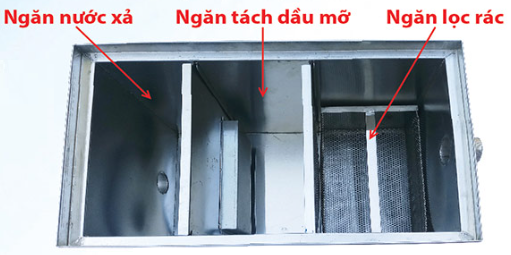 Ngăn nước xả
Ngăn tách dầu mỡ
Ngăn lọc rác